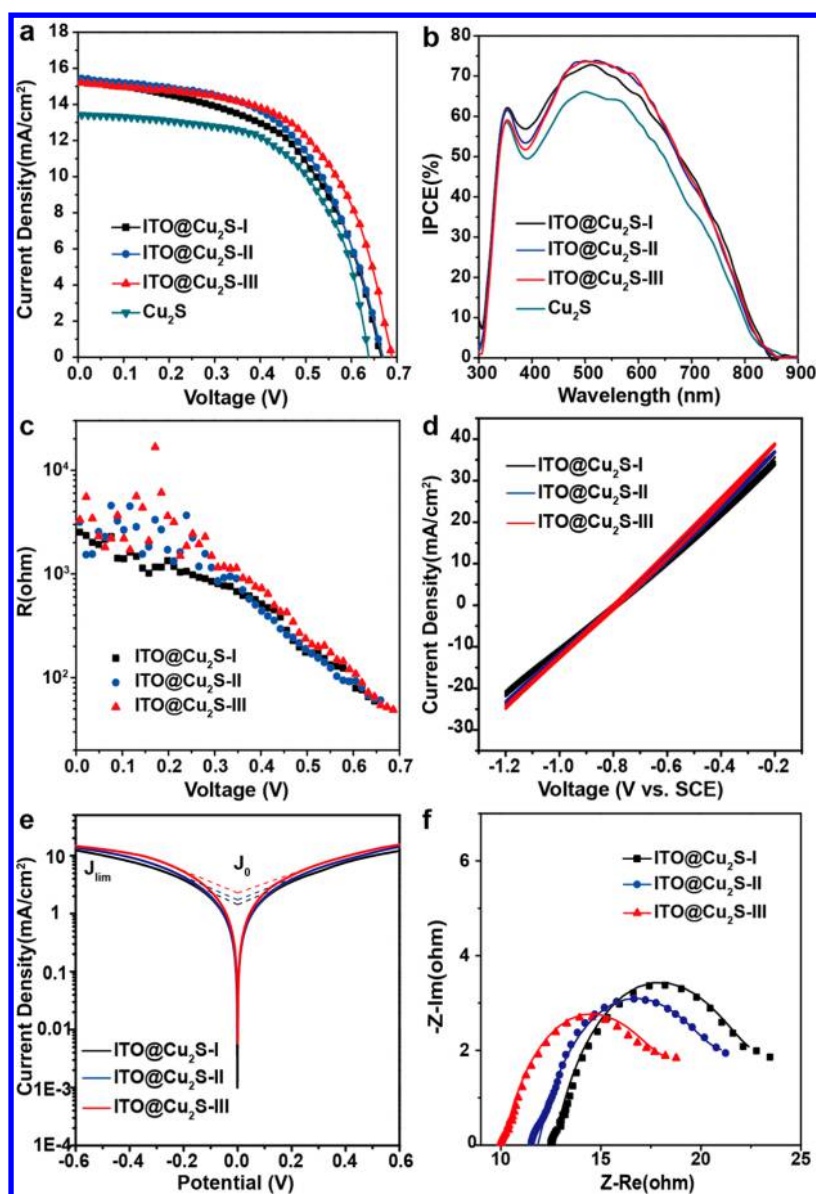 a
Current Density(mA/cm²)
18
16
14
12
10
8
6
4
2
0
ITO@Cu₂S-I
ITO@Cu₂S-II
ITO@Cu₂S-III
Cu₂S
0.0 0.1 0.2 0.3 0.4 0.5 0.6 0.7
Voltage (V)
b
IPCE(%)
80
70
60
50
40
30
20
10
0
ITO@Cu₂S-I
ITO@Cu₂S-II
ITO@Cu₂S-III
Cu₂S
300 400 500 600 700 800 900
Wavelength (nm)
c
R(ohm)
10⁴
10³
10²
ITO@Cu₂S-I
ITO@Cu₂S-II
ITO@Cu₂S-III
0.0 0.1 0.2 0.3 0.4 0.5 0.6 0.7
Voltage (V)
d
Current Density(mA/cm²)
40
30
20
10
0
-10
-20
-30
ITO@Cu₂S-I
ITO@Cu₂S-II
ITO@Cu₂S-III
-1.2 -1.0 -0.8 -0.6 -0.4 -0.2
Voltage (V vs. SCE)
e
Current Density(mA/cm²)
10
1
0.1
0.01
1E-3
1E-4
J lim
J₀
ITO@Cu₂S-I
ITO@Cu₂S-II
ITO@Cu₂S-III
-0.6 -0.4 -0.2 0.0 0.2 0.4 0.6
Potential (V)
f
-Z-Im(ohm)
6
4
2
0
ITO@Cu₂S-I
ITO@Cu₂S-II
ITO@Cu₂S-III
10 15 20 25
Z-Re(ohm)